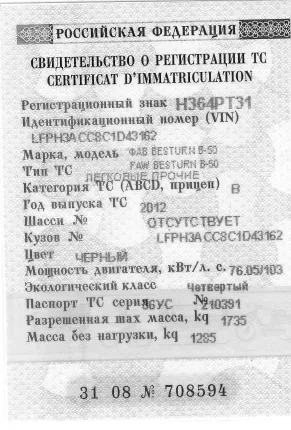 РОССИЙСКАЯ ФЕДЕРАЦИЯ
СВИДЕТЕЛЬСТВО О РЕГИСТРАЦИИ ТС
CERTIFICAT D'IMMATRICULATION
Регистрационный знак Н364РТ31
Идентификационный номер (VIN)
LFPH3ACC8C1D43162
Марка, модель ФАВ BESTURN B-50
FAW BESTURN B-50
Тип ТС ЛЕГКОВЫЕ ПРОЧИЕ
Категория ТС (ABCD, прицеп) B
Год выпуска ТС 2012
Шасси № ОТСУТСТВУЕТ
Кузов № LFPH3ACC8C1D43162
Цвет ЧЕРНЫЙ
Мощность двигателя, кВт/л. с. 76.05/103
Экологический класс Четвертый
Паспорт ТС серия 36УС № 210391
Разрешенная max масса, kg 1735
Масса без нагрузки, kg 1285
31 08 № 708594